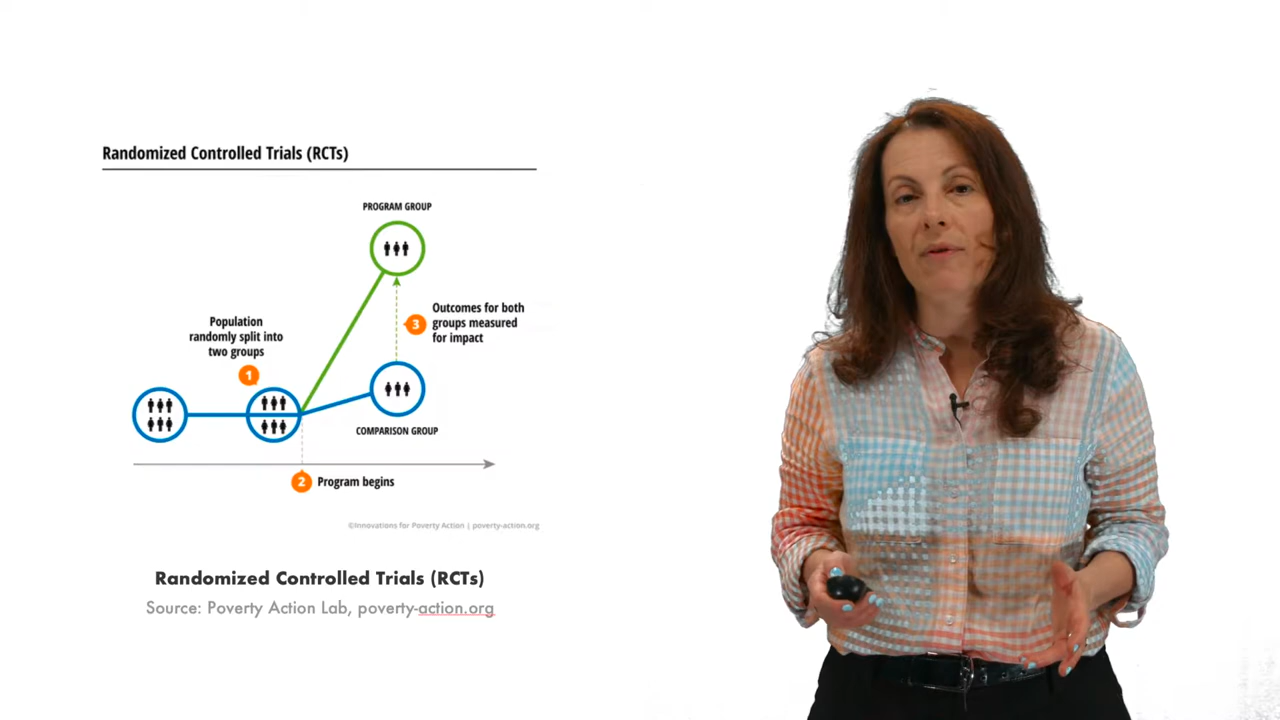 Randomized Controlled Trials (RCTs)
PROGRAM GROUP
Population
randomly split into
two groups
1
3
Outcomes for both
groups measured
for impact
COMPARISON GROUP
2
Program begins
©Innovations for Poverty Action | poverty-action.org
Randomized Controlled Trials (RCTs)
Source: Poverty Action Lab, poverty-action.org